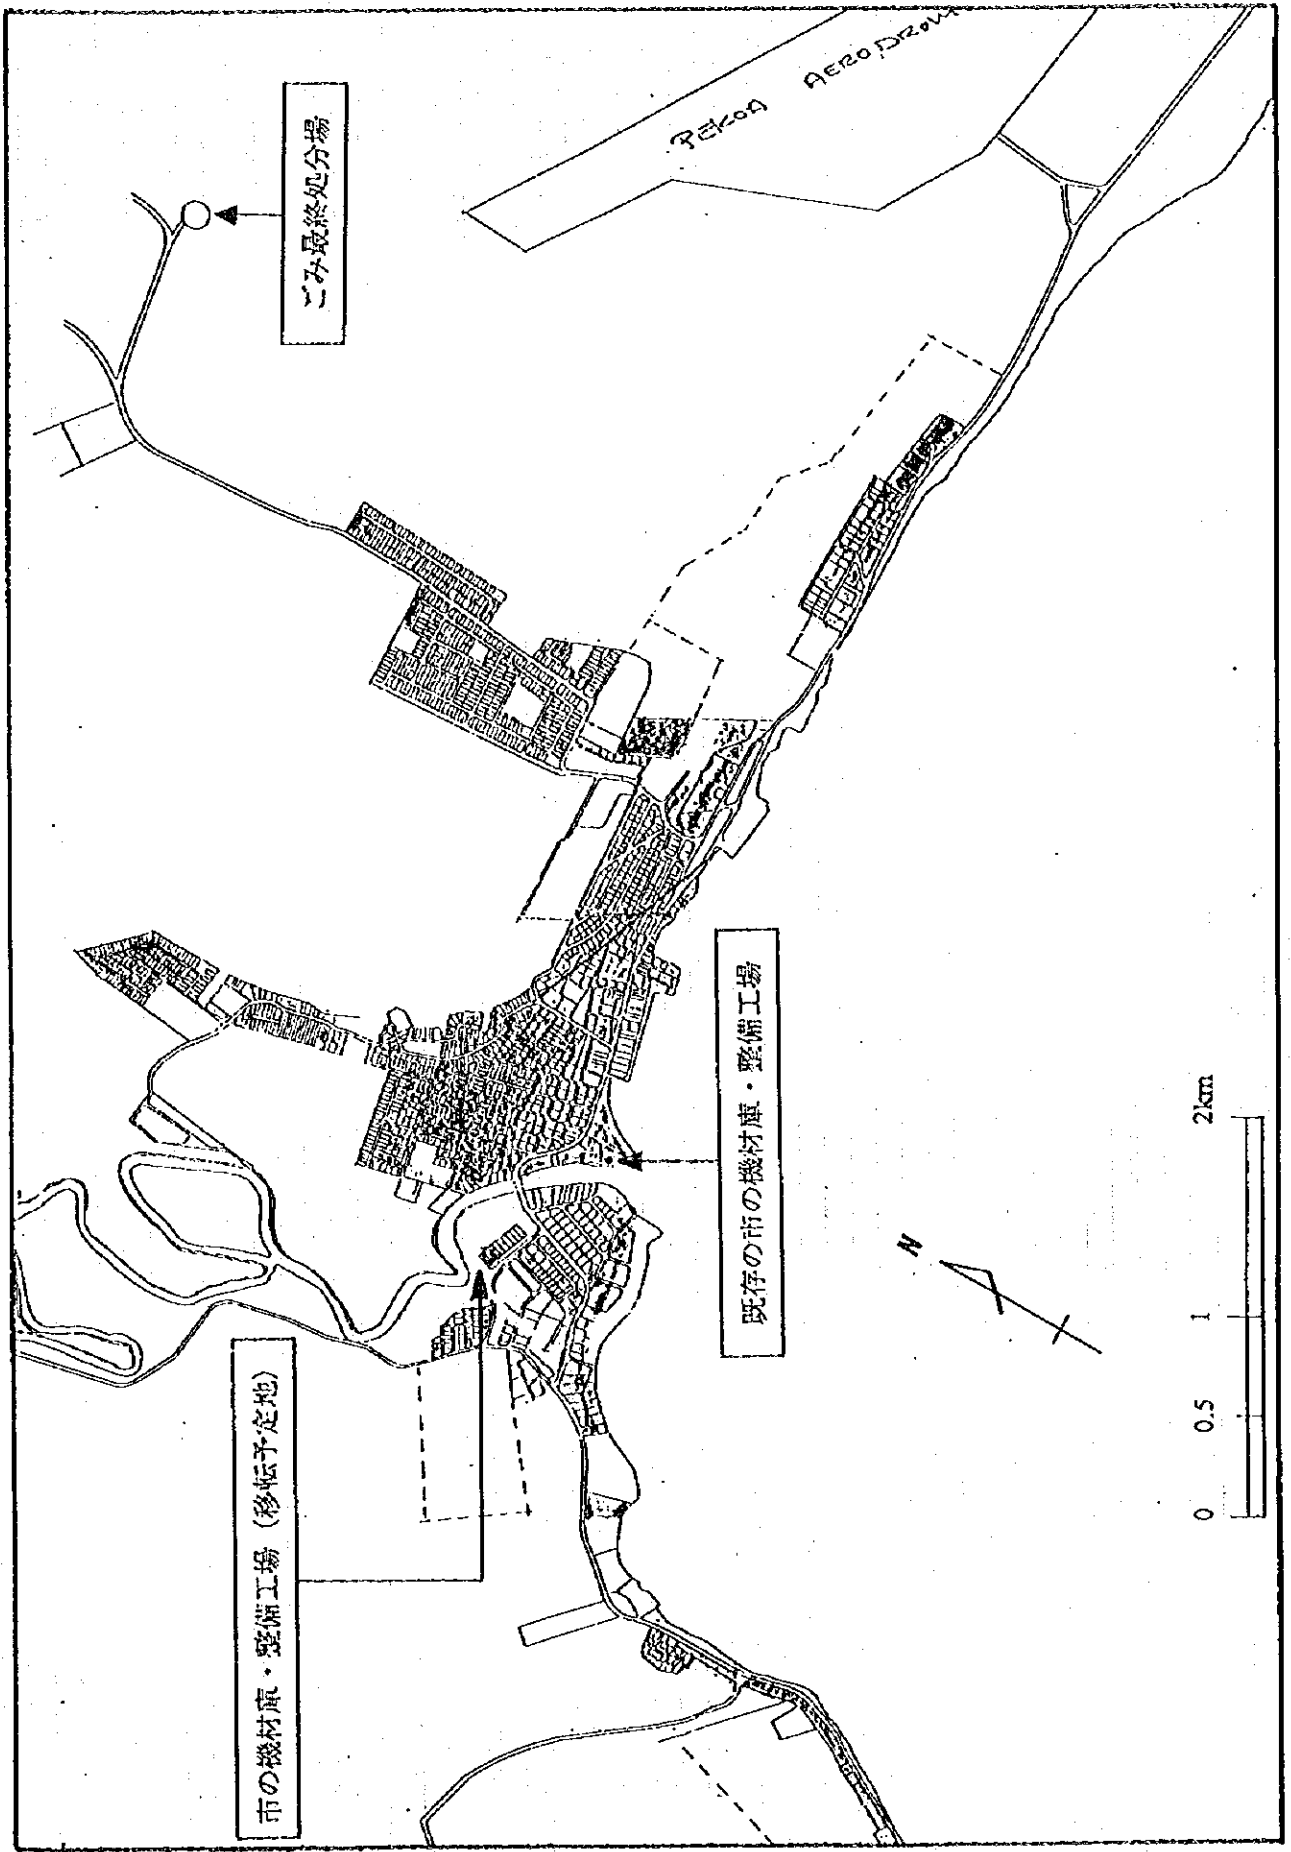 PEKOA AERODROM
ごみ最終処分場
既存の市の機材庫・整備工場
市の機材庫・整備工場（移転予定地）
N
0 0.5 1 2km